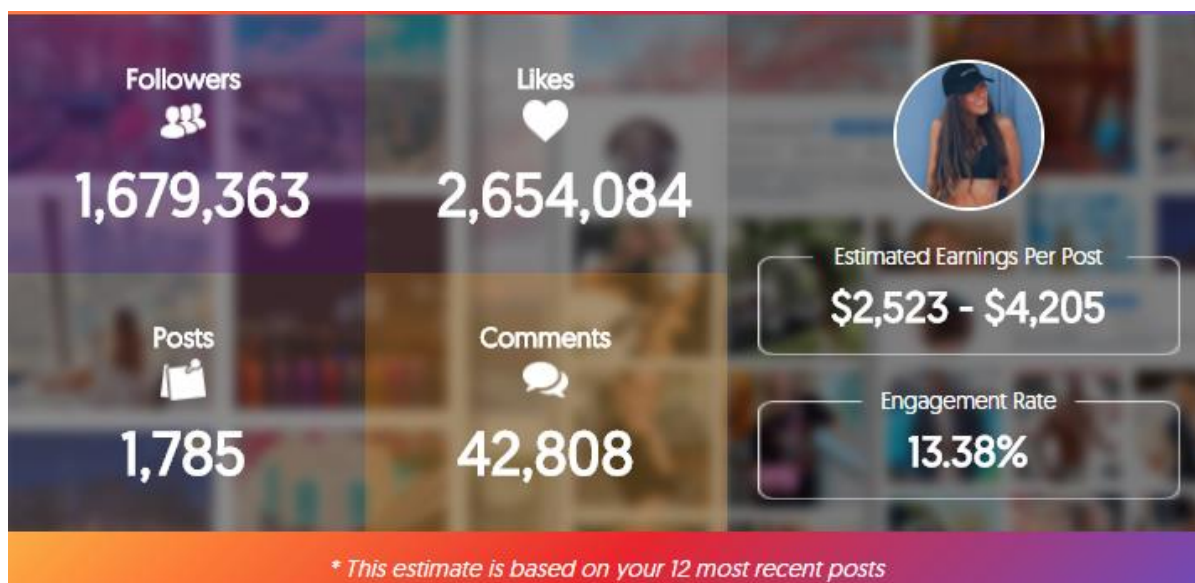 Followers
1,679,363
Likes
2,654,084
Posts
1,785
Comments
42,808
Estimated Earnings Per Post
$2,523 - $4,205
Engagement Rate
13.38%
* This estimate is based on your 12 most recent posts